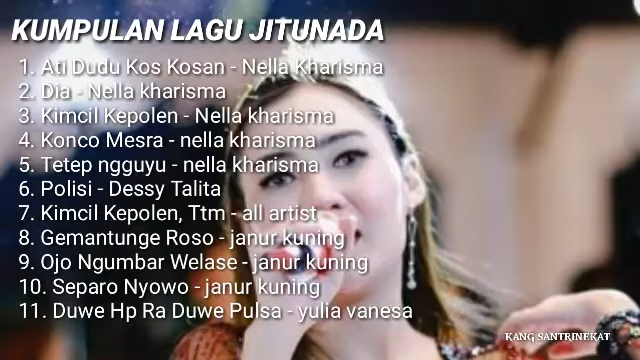 KUMPULAN LAGU JITUNADA
1. Ati Dudu Kos Kosan - Nella Kharisma
2. Dia - Nella kharisma
3. Kimcil Kepolen - Nella kharisma
4. Konco Mesra - nella kharisma
5. Tetep ngguyu - nella kharisma
6. Polisi - Dessy Talita
7. Kimcil Kepolen, Ttm - all artist
8. Gemantunge Roso - janur kuning
9. Ojo Ngumbar Welase - janur kuning
10. Separo Nyowo - janur kuning
11. Duwe Hp Ra Duwe Pulsa - yulia vanesa
KANG SANTRINEKAT